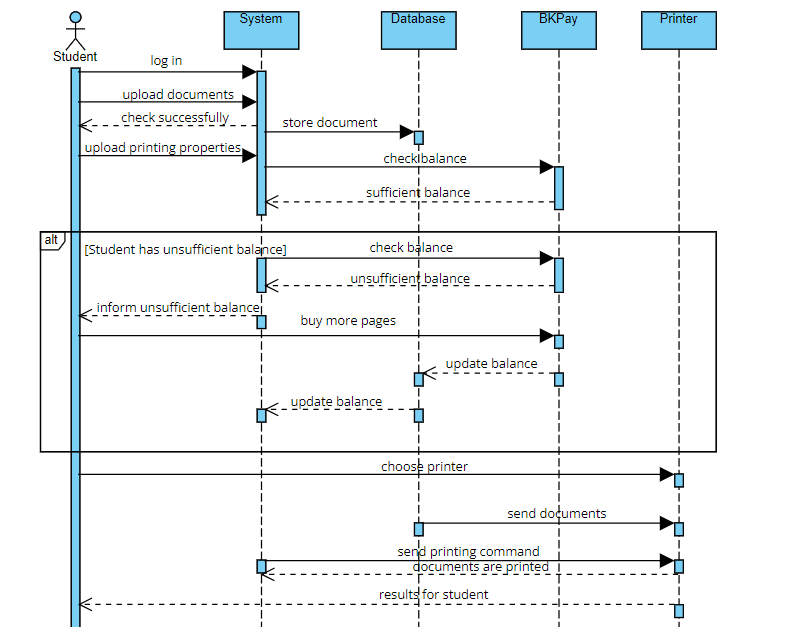 System
Database
BKPay
Printer
Student
log in
upload documents
check successfully
store document
upload printing properties
check balance
sufficient balance
alt
[Student has unsufficient balance]
check balance
unsufficient balance
inform unsufficient balance
buy more pages
update balance
update balance
choose printer
send documents
send printing command
documents are printed
results for student